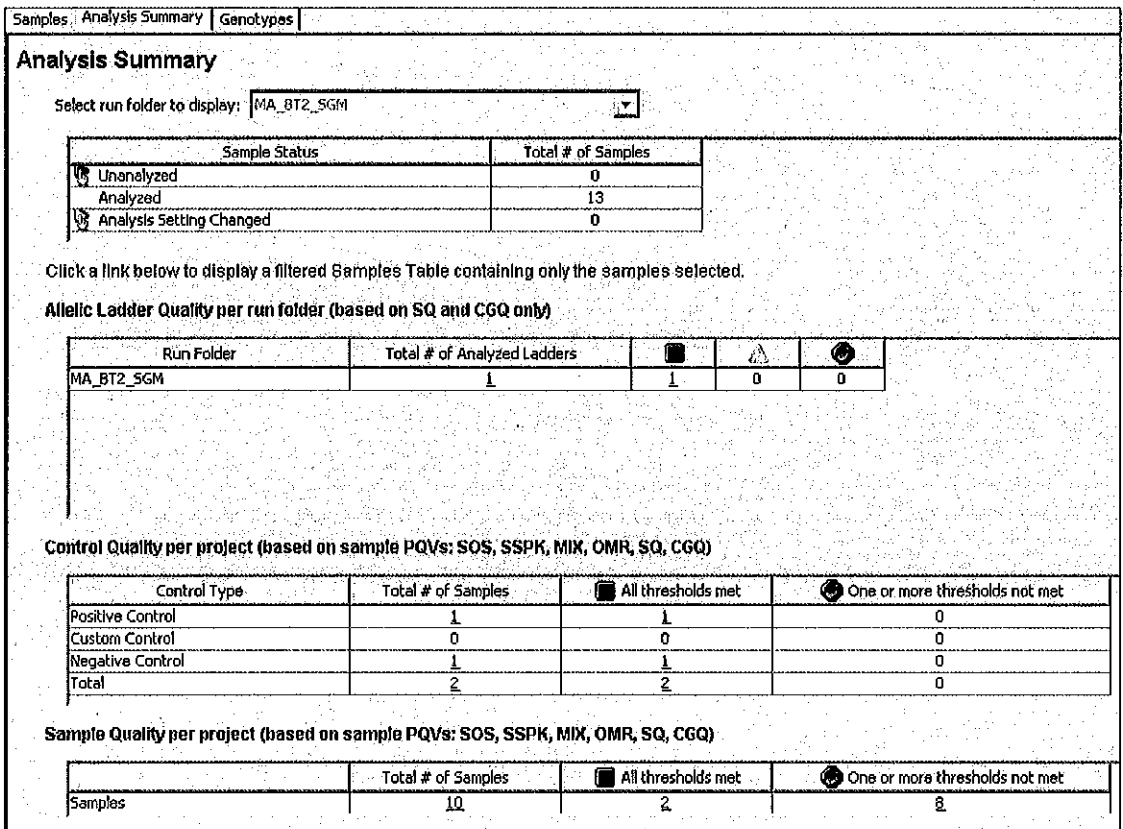 Samples Analysis Summary Genotypes
Analysis Summary
Select run folder to display: MA_BT2_SGM
Sample Status Total # of Samples
Unanalyzed 0
Analyzed 13
Analysis Setting Changed 0
Click a link below to display a filtered Samples Table containing only the samples selected.
Allelic Ladder Quality per run folder (based on SQ and CGQ only)
Run Folder Total # of Analyzed Ladders
MA_BT2_SGM 1 1 0 0
Control Quality per project (based on sample PQVs: SOS, SSPK, MIX, OMR, SQ, CGQ)
Control Type Total # of Samples All thresholds met One or more thresholds not met
Positive Control 1 1 0
Custom Control 0 0 0
Negative Control 1 1 0
Total 2 2 0
Sample Quality per project (based on sample PQVs: SOS, SSPK, MIX, OMR, SQ, CGQ)
Total # of Samples All thresholds met One or more thresholds not met
Samples 10 2 8